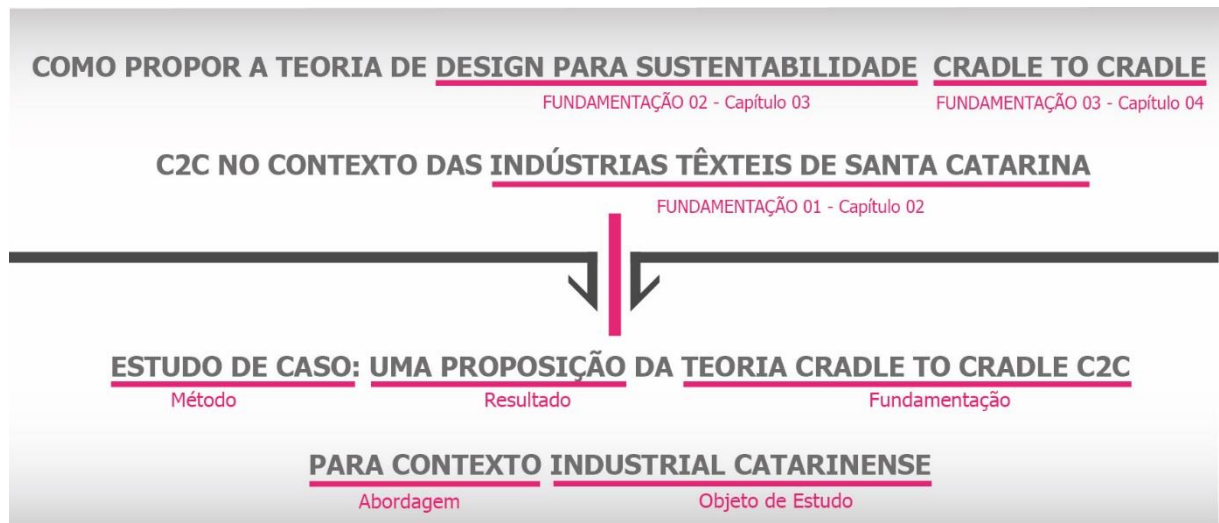 COMO PROPOR A TEORIA DE DESIGN PARA SUSTENTABILIDADE CRADLE TO CRADLE
FUNDAMENTAÇÃO 02 - Capítulo 03 FUNDAMENTAÇÃO 03 - Capítulo 04
C2C NO CONTEXTO DAS INDÚSTRIAS TÊXTEIS DE SANTA CATARINA
FUNDAMENTAÇÃO 01 - Capítulo 02
ESTUDO DE CASO: UMA PROPOSIÇÃO DA TEORIA CRADLE TO CRADLE C2C
Método Resultado Fundamentação
PARA CONTEXTO INDUSTRIAL CATARINENSE
Abordagem Objeto de Estudo